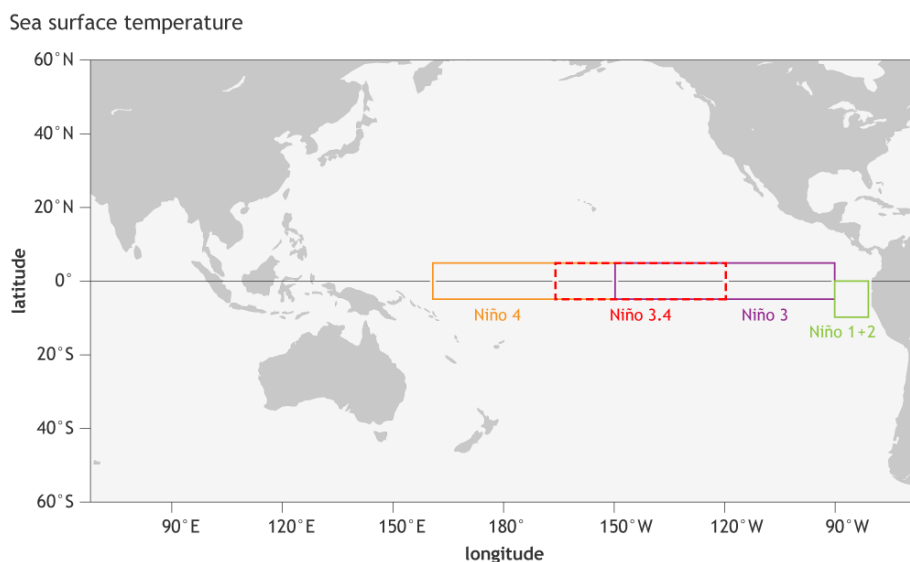 Sea surface temperature
60°N
40°N
20°N
0°
20°S
40°S
60°S
latitude
Niño 4
Niño 3.4
Niño 3
Niño 1+2
90°E
120°E
150°E
180°
150°W
120°W
90°W
longitude